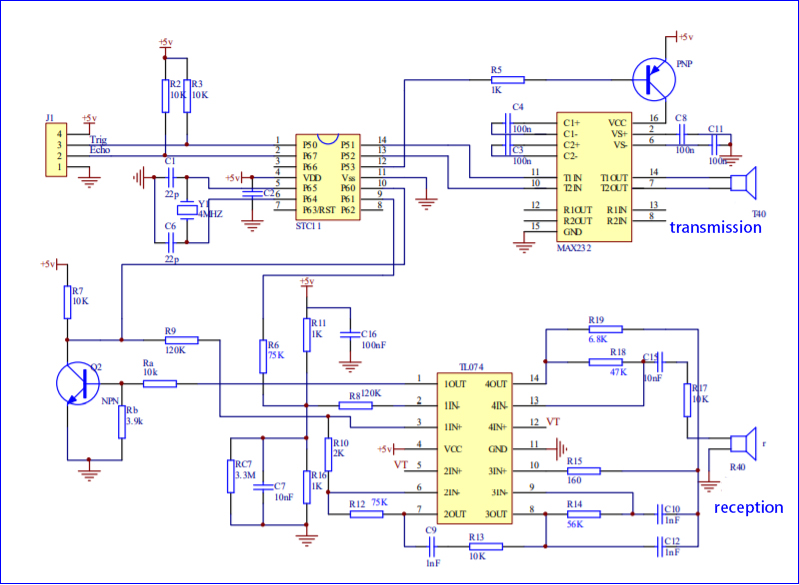 +5v
+5v
PNP
R2
R3
10K
10K
R5
1K
J1
+5v
4
3
2
1
Trig
Echo
C4
100n
C3
100n
C1+
C1-
C2+
C2-
VCC
VS+
VS-
16
2
6
C8
100n
C11
100n
1
2
3
4
5
6
7
P50
P67
P66
VDD
P65
P64
P63/RST
P51
P52
P53
Vss
P60
P61
P62
14
13
12
11
10
9
8
STC11
C1
22p
+5v
C2
Y1
4MHZ
C6
22p
11
10
T1IN
T2IN
T1OUT
T2OUT
14
7
T40
12
R1OUT
R2OUT
GND
15
R1IN
R2IN
13
8
MAX232
transmission
+5v
R7
10K
+5v
R11
1K
C16
100nF
R9
120K
R6
75K
R19
6.8K
R18
47K
C15
10nF
R17
10K
Q2
NPN
Ra
10k
Rb
3.9k
R8
120K
TL074
1
2
3
4
5
6
7
1OUT
1IN-
1IN+
VCC
2IN+
2IN-
2OUT
4OUT
4IN-
4IN+
GND
3IN+
3IN-
3OUT
14
13
12
11
10
9
8
VT
+5v
VT
R10
2K
RC7
3.3M
C7
10nF
R16
1K
R12
75K
C9
1nF
R13
10K
R15
160
R14
56K
C10
1nF
C12
1nF
r
R40
reception